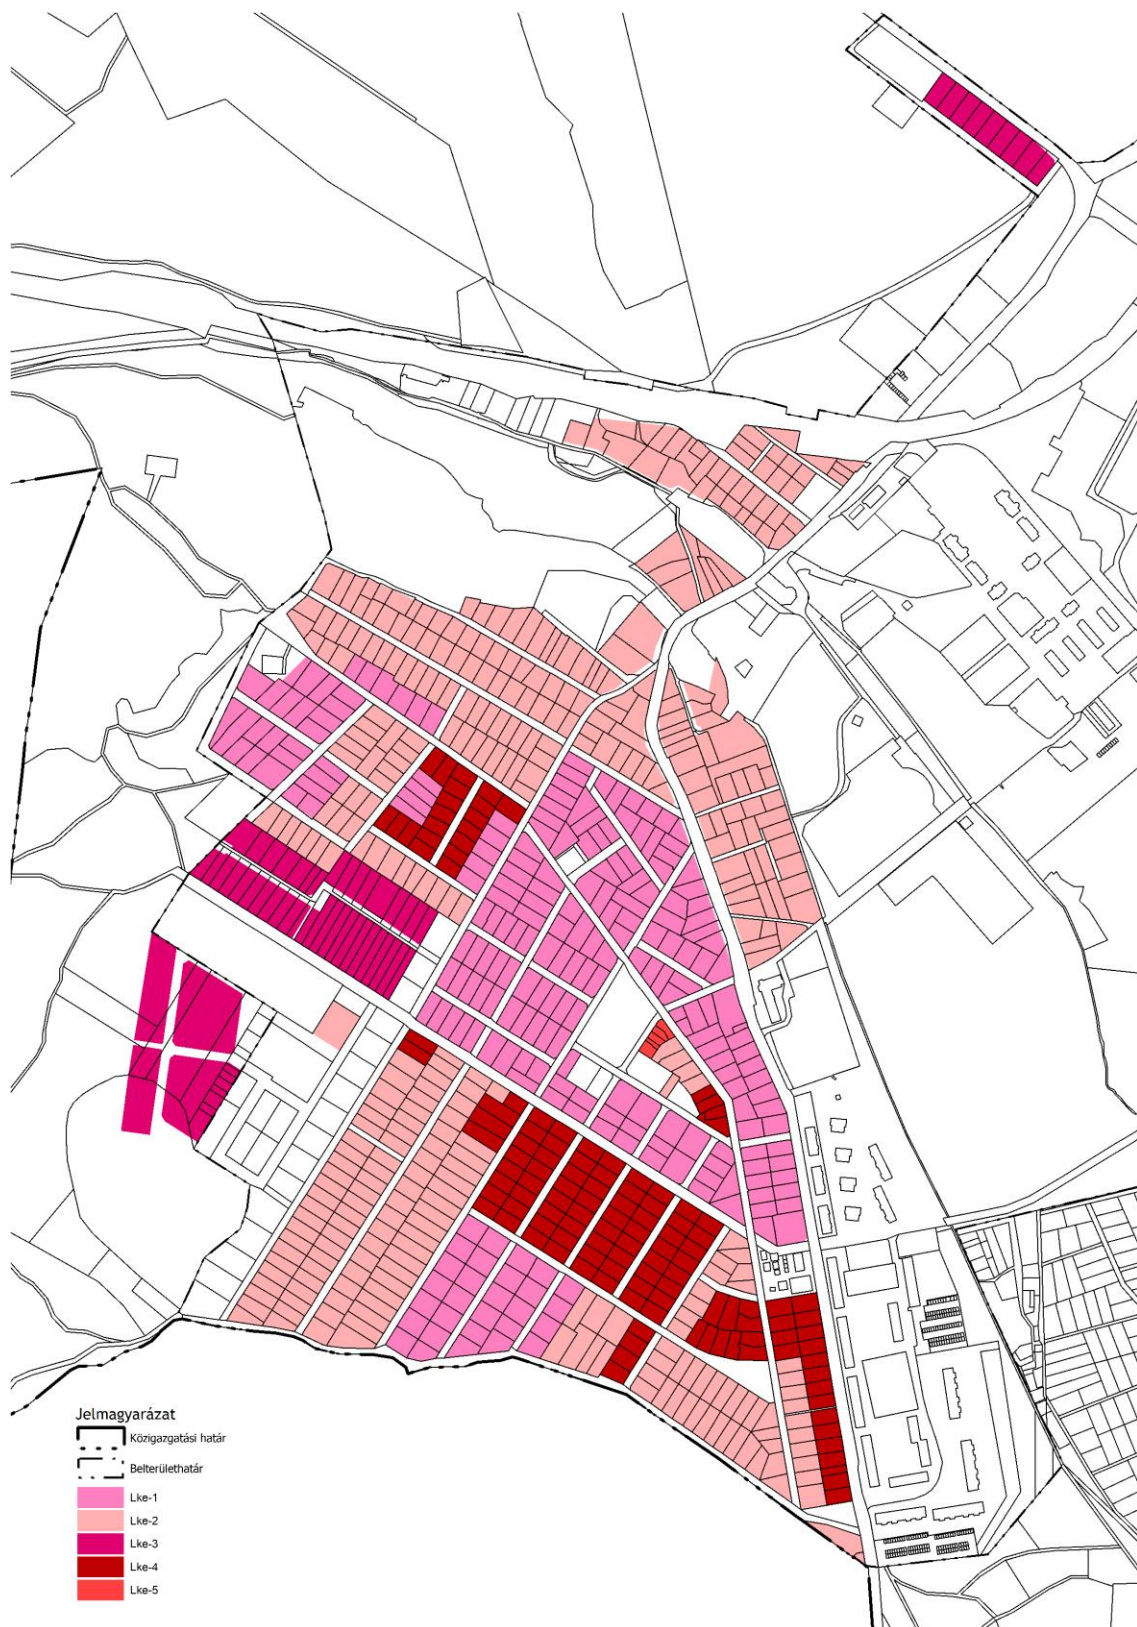 Jelmagyarázat
Közigazgatási határ
Belterülethatár
Lke-1
Lke-2
Lke-3
Lke-4
Lke-5